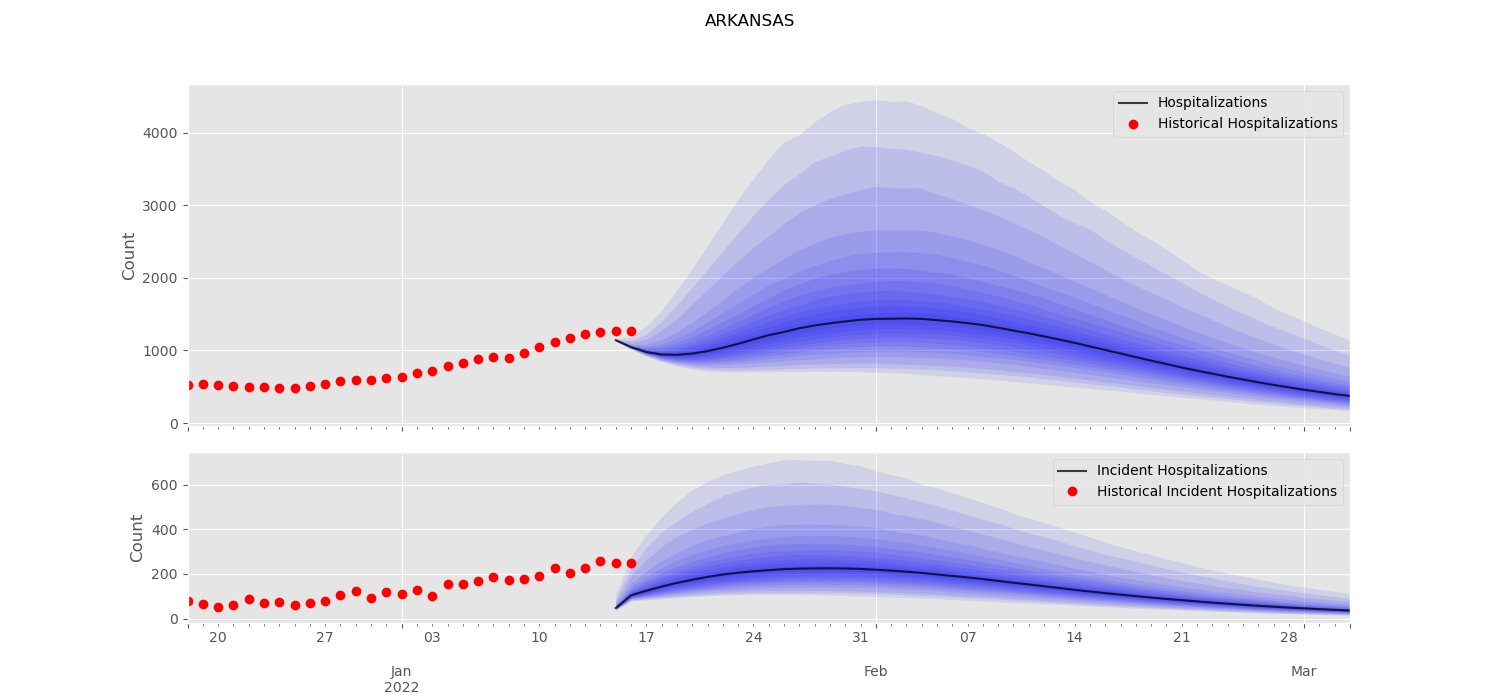 ARKANSAS
Hospitalizations
Historical Hospitalizations
Count
4000
3000
2000
1000
0
Incident Hospitalizations
Historical Incident Hospitalizations
Count
600
400
200
0
20 27 03 10 17 24 31 07 14 21 28
Jan Feb Mar
2022